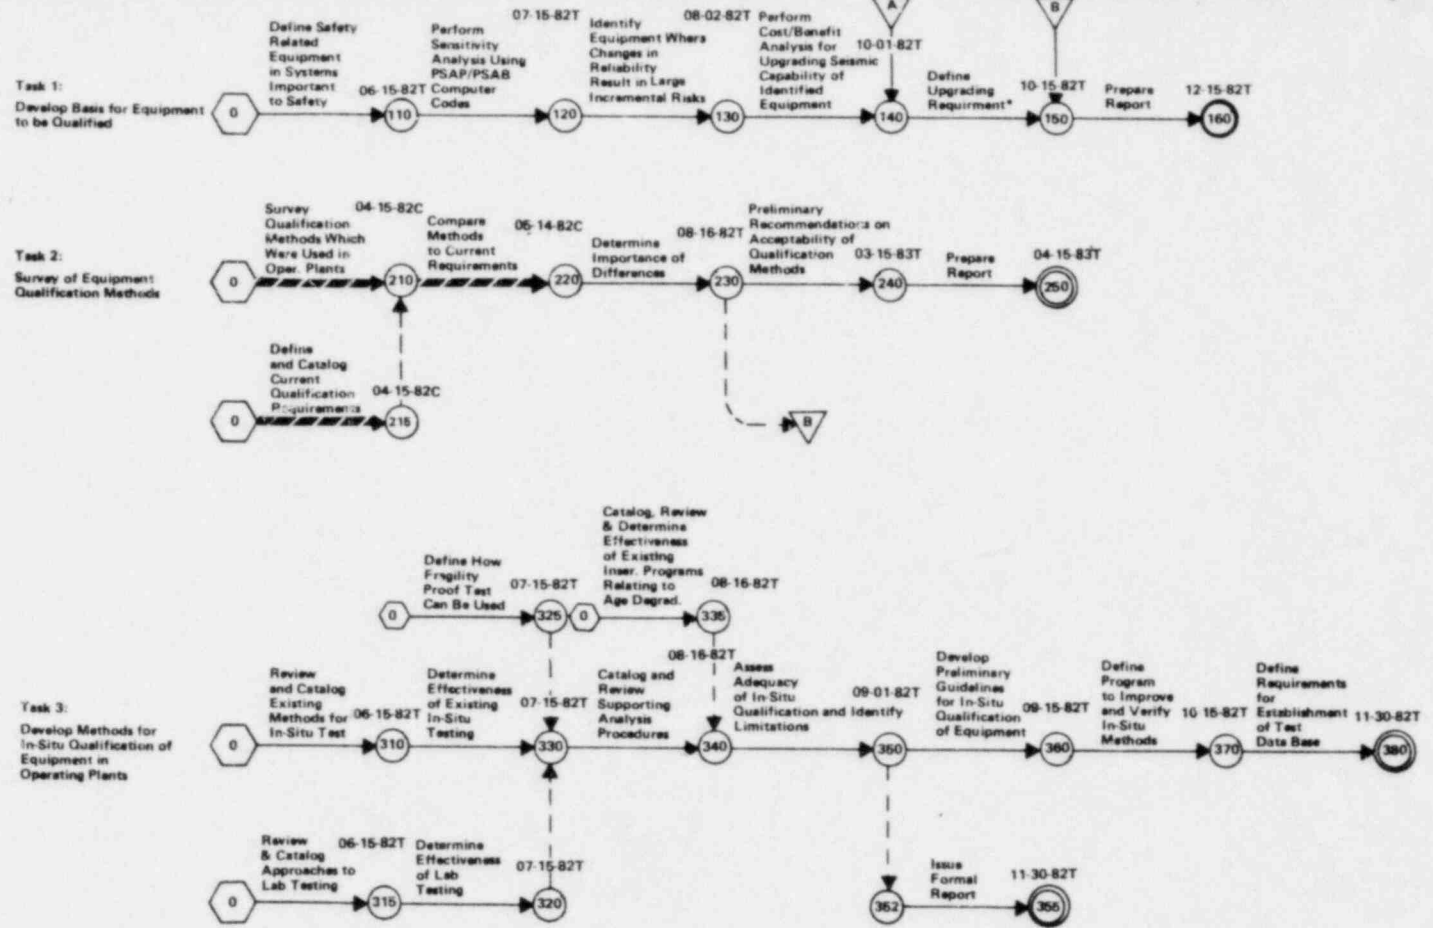 A
B
Task 1:
Develop Basis for Equipment
to be Qualified
0
Define Safety
Related
Equipment
in Systems
Important
to Safety
06-15-82T
110
Perform
Sensitivity
Analysis Using
PSAP/PSAB
Computer
Codes
07-15-82T
120
Identify
Equipment Where
Changes in
Reliability
Result in Large
Incremental Risks
08-02-82T
130
Perform
Cost/Benefit
Analysis for
Upgrading Seismic
Capability of
Identified
Equipment
10-01-82T
140
Define
Upgrading
Requirment*
10-15-82T
150
Prepare
Report
12-15-82T
160
Task 2:
Survey of Equipment
Qualification Methods
0
Survey
Qualification
Methods Which
Were Used in
Oper. Plants
04-15-82C
210
Compare
Methods
to Current
Requirements
05-14-82C
220
Determine
Importance of
Differences
08-16-82T
230
Preliminary
Recommendations on
Acceptability of
Qualification
Methods
03-15-83T
240
Prepare
Report
04-15-83T
250
0
Define
and Catalog
Current
Qualification
Requirements
04-15-82C
215
B
0
Define How
Fragility
Proof Test
Can Be Used
07-15-82T
325
0
Catalog, Review
& Determine
Effectiveness
of Existing
Inser. Programs
Relating to
Age Degrad.
08-16-82T
335
Task 3:
Develop Methods for
In-Situ Qualification of
Equipment in
Operating Plants
0
Review
and Catalog
Existing
Methods for
In-Situ Test
06-15-82T
310
Determine
Effectiveness
of Existing
In-Situ
Testing
07-15-82T
330
Catalog and
Review
Supporting
Analysis
Procedures
08-16-82T
340
Assess
Adequacy
of In-Situ
Qualification and Identify
Limitations
09-01-82T
350
Develop
Preliminary
Guidelines
for In-Situ
Qualification
of Equipment
09-15-82T
360
Define
Program
to Improve
and Verify
In-Situ
Methods
10-15-82T
370
Define
Requirements
for
Establishment
of Test
Data Base
11-30-82T
380
0
Review
& Catalog
Approaches to
Lab Testing
06-15-82T
315
Determine
Effectiveness
of Lab
Testing
07-15-82T
320
352
Issue
Formal
Report
11-30-82T
355